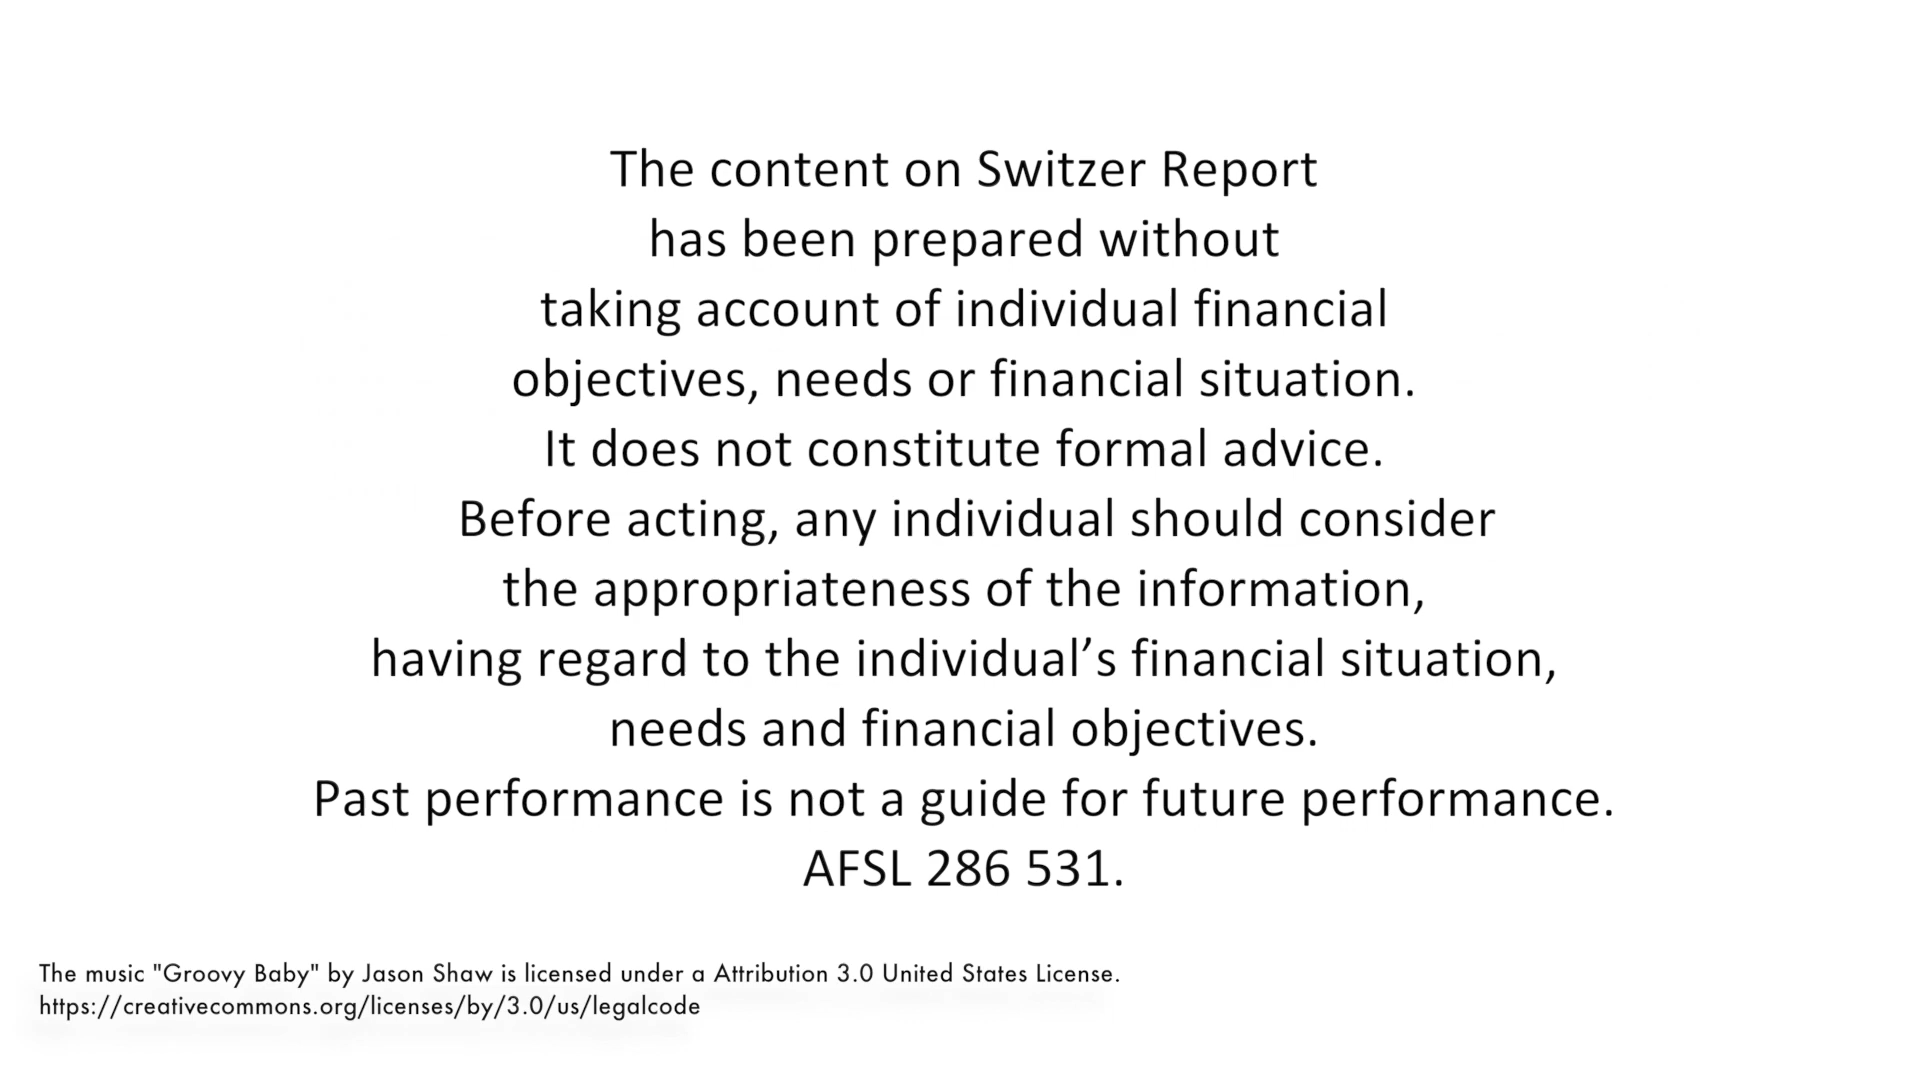 The content on Switzer Report
has been prepared without
taking account of individual financial
objectives, needs or financial situation.
It does not constitute formal advice.
Before acting, any individual should consider
the appropriateness of the information,
having regard to the individual’s financial situation,
needs and financial objectives.
Past performance is not a guide for future performance.
AFSL 286 531.
The music "Groovy Baby" by Jason Shaw is licensed under a Attribution 3.0 United States License.
https://creativecommons.org/licenses/by/3.0/us/legalcode